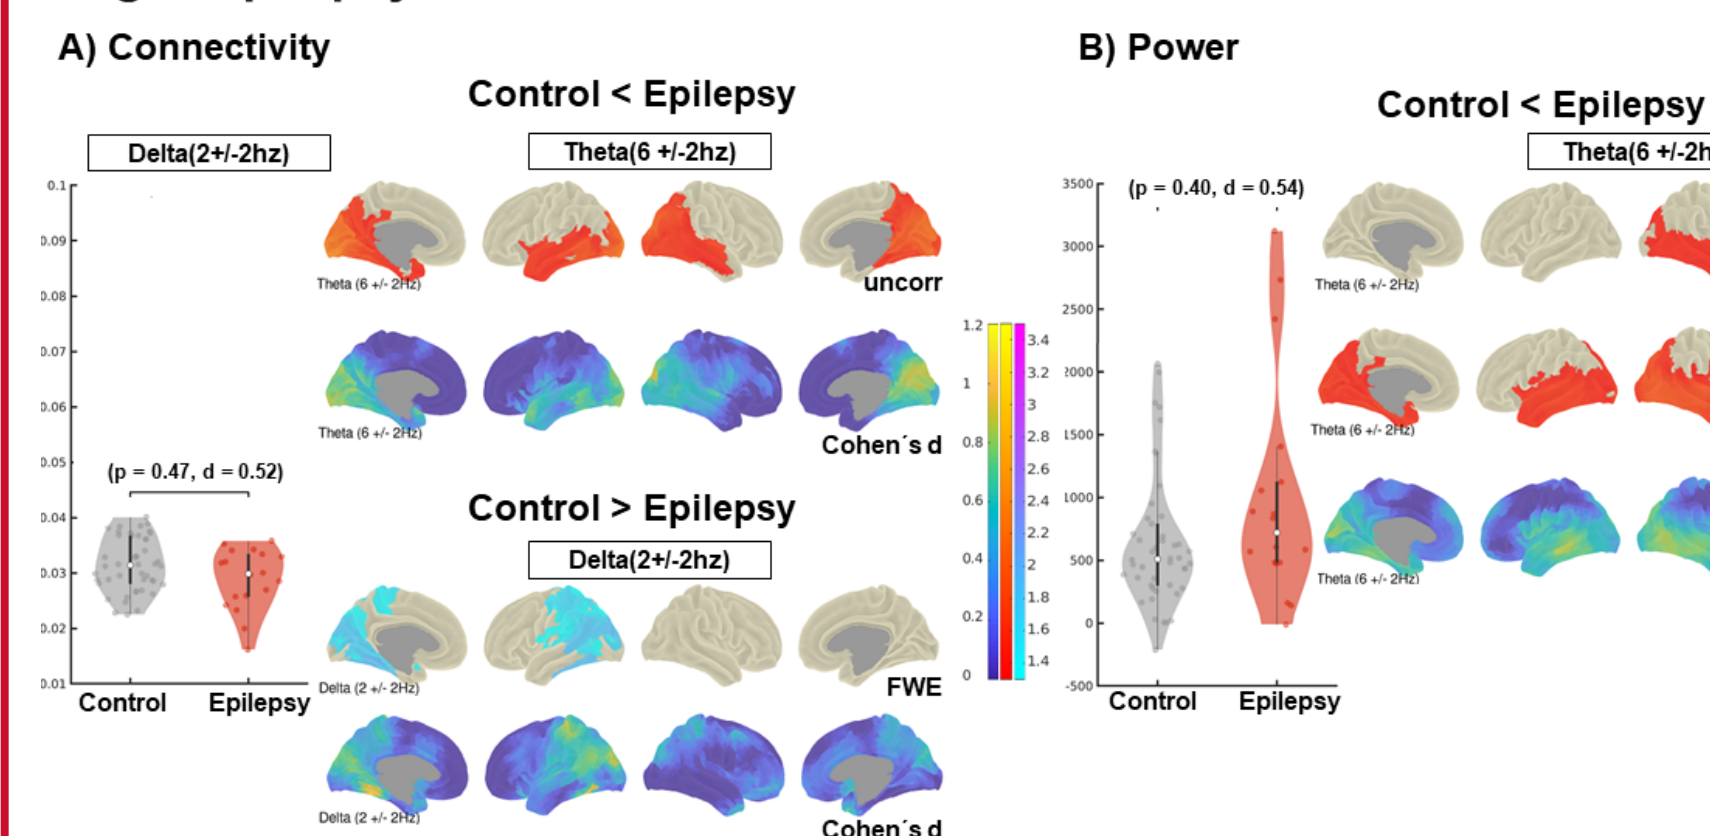 A) Connectivity
Control < Epilepsy
Delta(2+/-2hz)
Theta(6 +/-2hz)
0.1
0.09
0.08
0.07
0.06
0.05
0.04
0.03
0.02
0.01
(p = 0.47, d = 0.52)
Control
Epilepsy
Theta (6 +/- 2Hz)
uncorr
Theta (6 +/- 2Hz)
Cohen´s d
Control > Epilepsy
Delta(2+/-2hz)
Delta (2 +/- 2Hz)
FWE
Delta (2 +/- 2Hz)
Cohen´s d
1.2
1
0.8
0.6
0.4
0.2
0
3.4
3.2
3
2.8
2.6
2.4
2.2
2
1.8
1.6
1.4
B) Power
Control < Epilepsy
Theta(6 +/-2h
3500
3000
2500
2000
1500
1000
500
0
-500
(p = 0.40, d = 0.54)
Control
Epilepsy
Theta (6 +/- 2Hz)
Theta (6 +/- 2Hz)
Theta (6 +/- 2Hz)